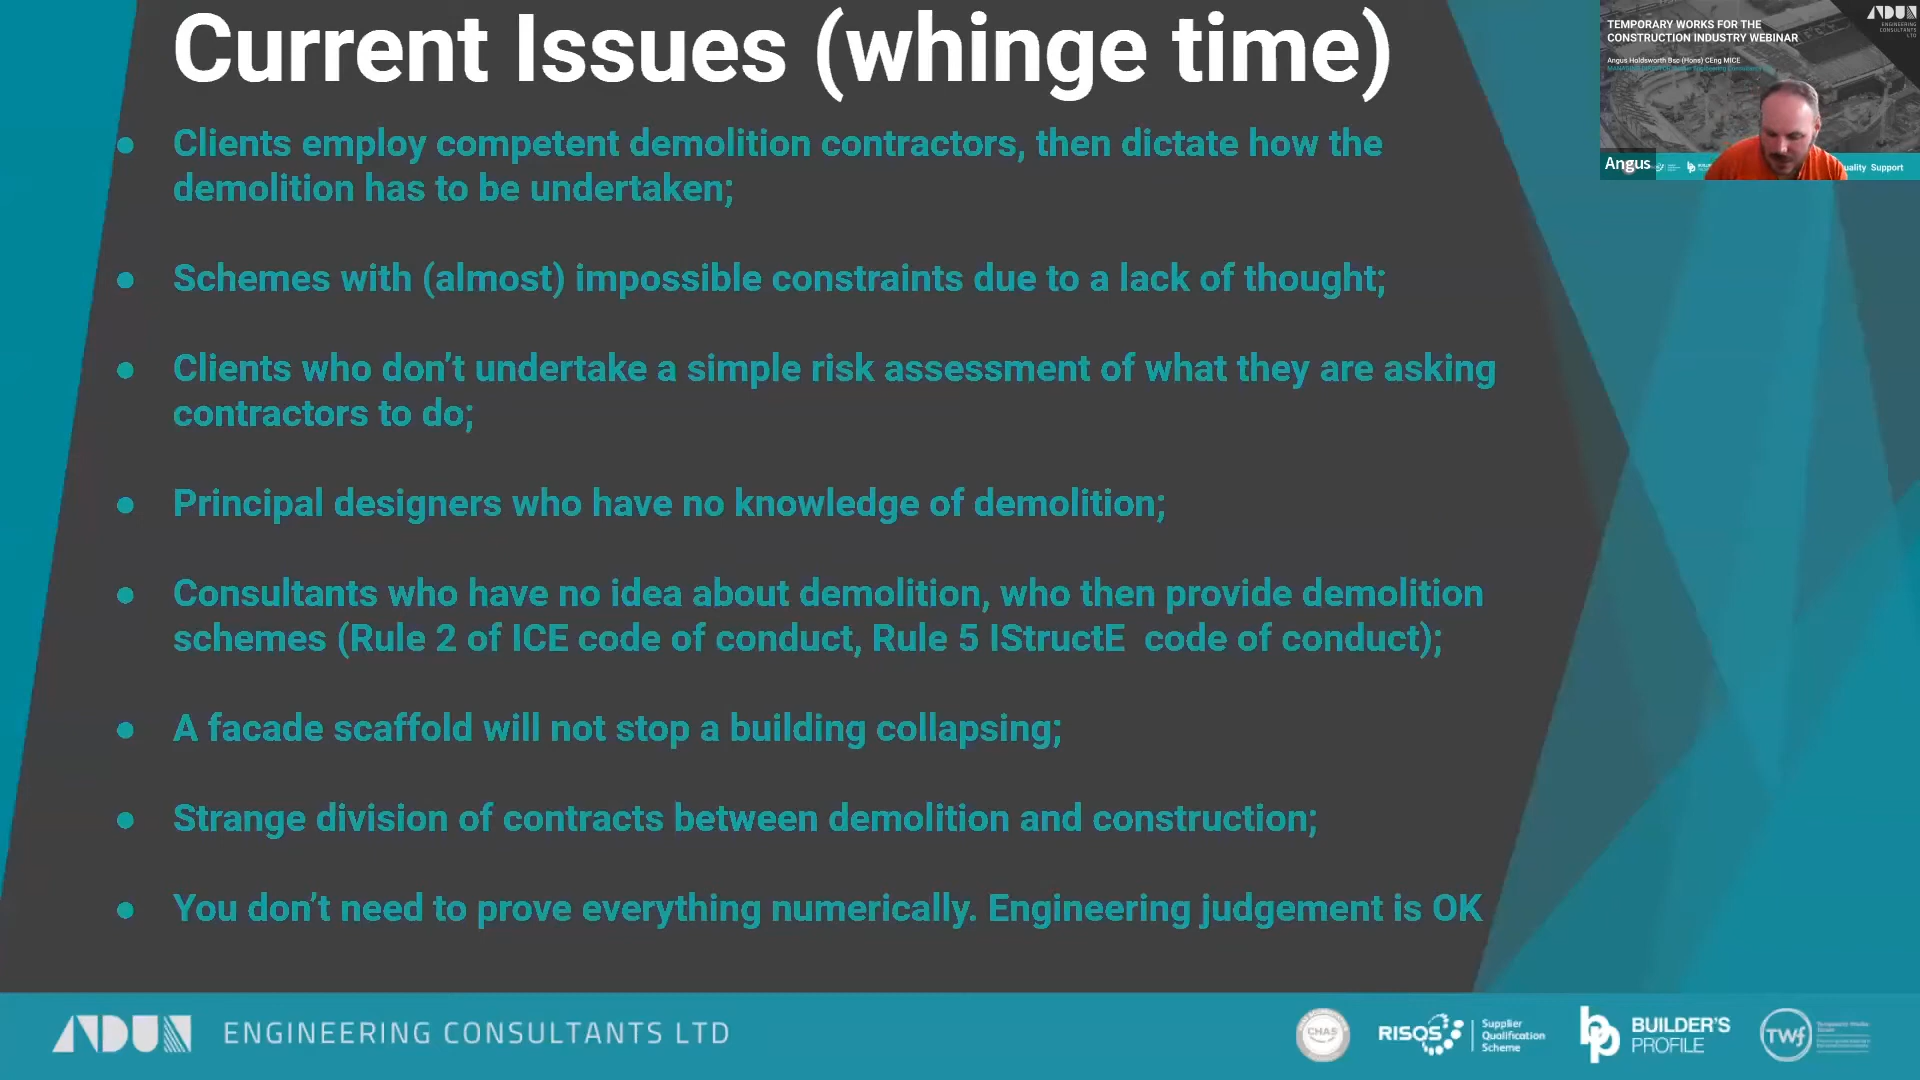 Current Issues (whinge time)
• Clients employ competent demolition contractors, then dictate how the
demolition has to be undertaken;
• Schemes with (almost) impossible constraints due to a lack of thought;
• Clients who don’t undertake a simple risk assessment of what they are asking
contractors to do;
• Principal designers who have no knowledge of demolition;
• Consultants who have no idea about demolition, who then provide demolition
schemes (Rule 2 of ICE code of conduct, Rule 5 IStructE code of conduct);
• A facade scaffold will not stop a building collapsing;
• Strange division of contracts between demolition and construction;
• You don’t need to prove everything numerically. Engineering judgement is OK
TEMPORARY WORKS FOR THE
CONSTRUCTION INDUSTRY WEBINAR
Angus Holdsworth Bsc (Hons) CEng MICE
ENGINEERING
CONSULTANTS
LTD
Angus
Support
ENGINEERING CONSULTANTS LTD
CHAS
RISQS
Supplier
Qualification
Scheme
BUILDER'S
PROFILE
TWf